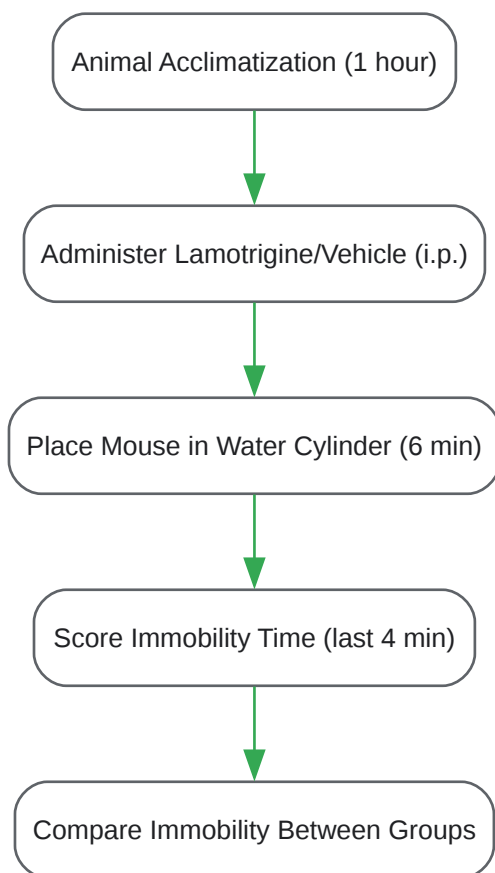 Animal Acclimatization (1 hour)
Administer Lamotrigine/Vehicle (i.p.)
Place Mouse in Water Cylinder (6 min)
Score Immobility Time (last 4 min)
Compare Immobility Between Groups